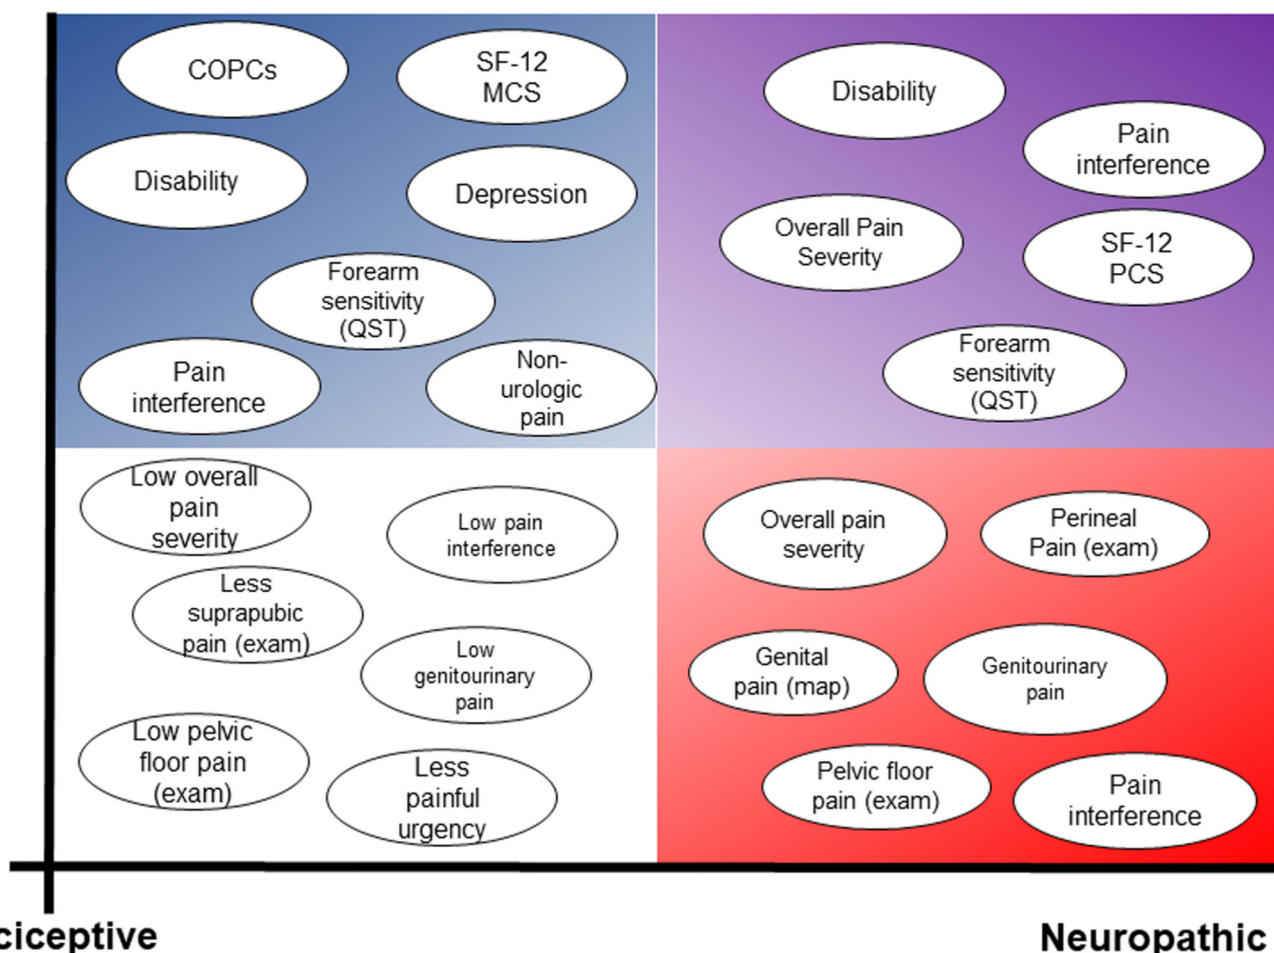 COPCs
SF-12
MCS
Disability
Depression
Forearm
sensitivity
(QST)
Pain
interference
Non-
urologic
pain
Disability
Pain
interference
Overall Pain
Severity
SF-12
PCS
Forearm
sensitivity
(QST)
Low overall
pain
severity
Low pain
interference
Less
suprapubic
pain (exam)
Low
genitourinary
pain
Low pelvic
floor pain
(exam)
Less
painful
urgency
Overall pain
severity
Perineal
Pain (exam)
Genital
pain (map)
Genitourinary
pain
Pelvic floor
pain (exam)
Pain
interference
ciceptive
Neuropathic